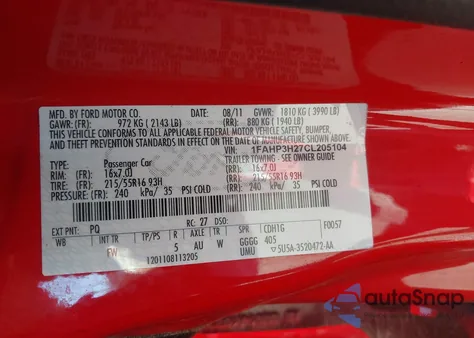 MFD. BY FORD MOTOR CO. DATE: 08/11 GVWR: 1810 KG ( 3990 LB)
GAWR: (FR): 972 KG ( 2143 LB) (RR): 880 KG (1940 LB)
THIS VEHICLE CONFORMS TO ALL APPLICABLE FEDERAL MOTOR VEHICLE SAFETY
AND THEFT PREVENTION STANDARDS IN EFFECT ON THE DATE OF MANUFACTURE
SHOWN ABOVE.
VIN: 1FAHP3H27CL205104
TYPE: Passenger Car TRAILER TOWING - SEE OWNER GUIDE
RIM: (FR): 16x7.0J (RR): 16x7.0J
TIRE: (FR) 215/55R16 93H (RR): 215/55R16 93H
PRESSURE: (FR) 240 kPa/ 35 PSI COLD (RR): 240 kPa/ 35 PSI COLD
EXT PNT: PQ RC: 27 DSO: F0057
WB INT TR TP/PS R AXLE TR SPR CDH1G
FW 5 AU W GGGG 405
1201108113205 UMU 5U5A-3520472-AA
autoSnap